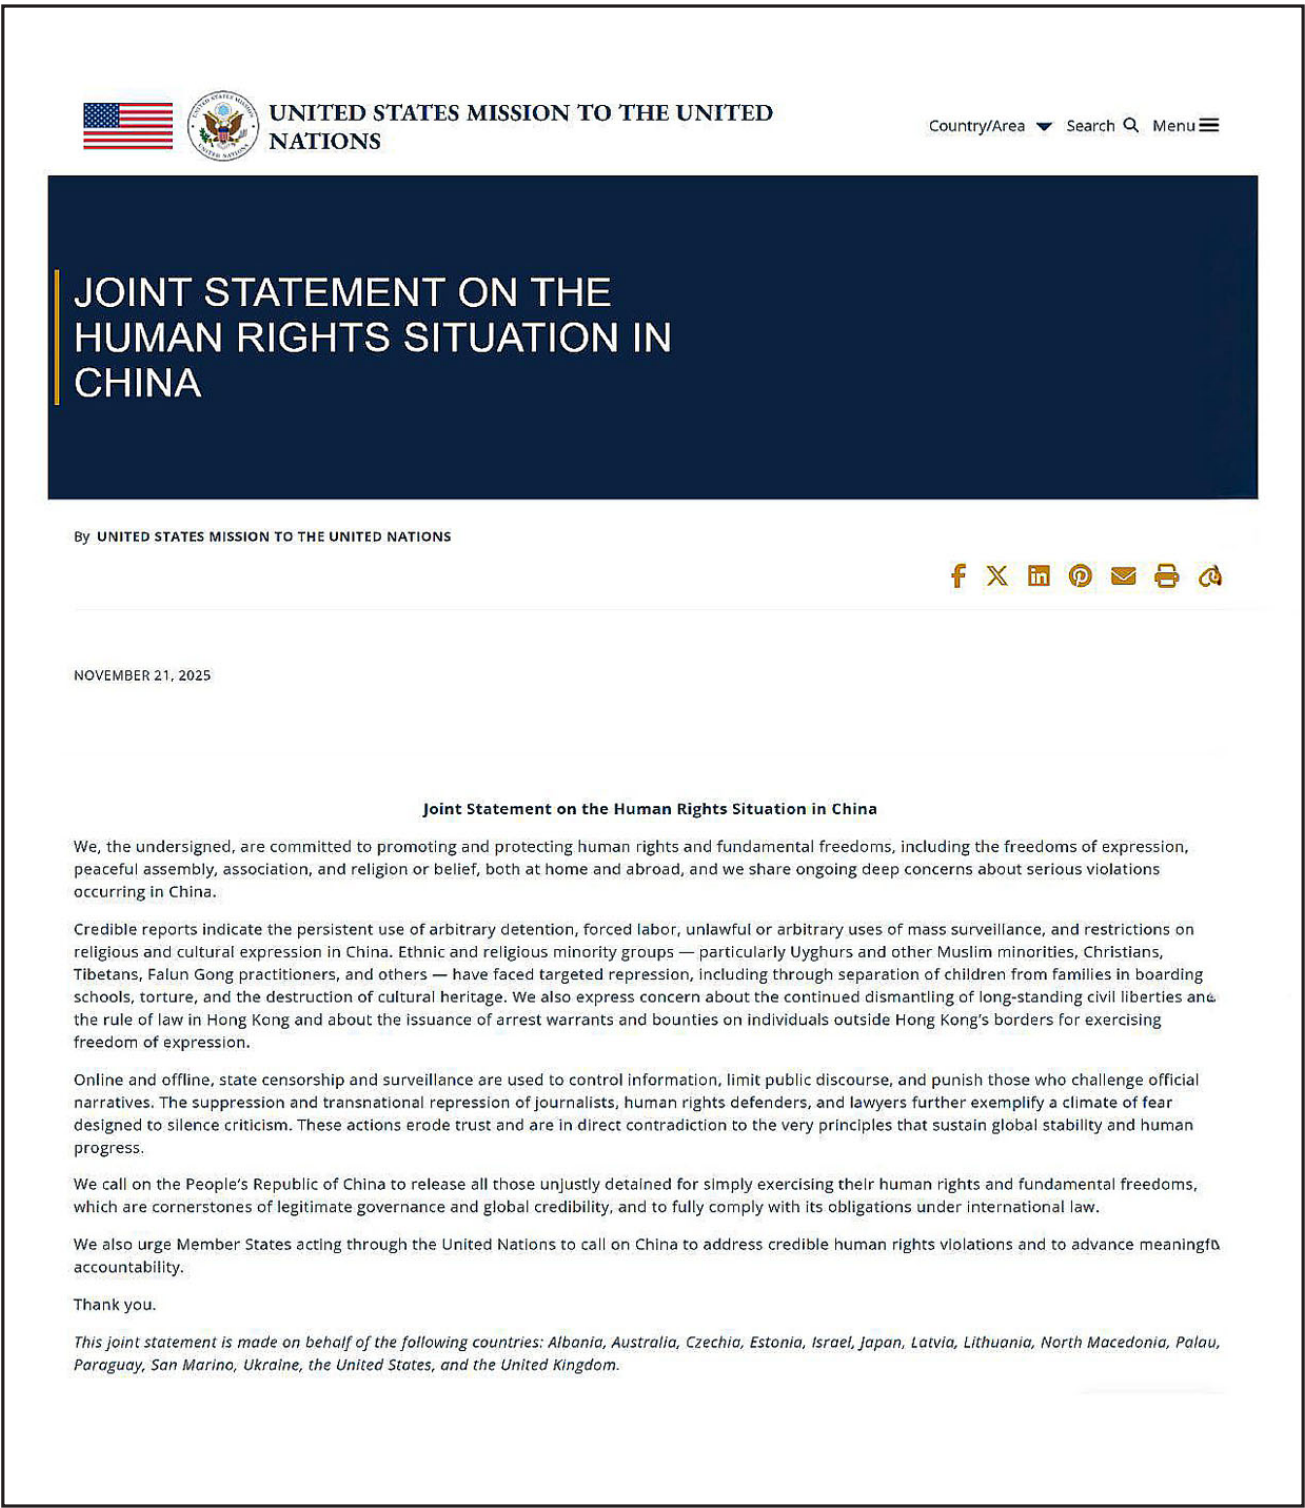 UNITED STATES MISSION TO THE UNITED
NATIONS
Country/Area Search Menu
JOINT STATEMENT ON THE
HUMAN RIGHTS SITUATION IN
CHINA
By UNITED STATES MISSION TO THE UNITED NATIONS
NOVEMBER 21, 2025
Joint Statement on the Human Rights Situation in China
We, the undersigned, are committed to promoting and protecting human rights and fundamental freedoms, including the freedoms of expression,
peaceful assembly, association, and religion or belief, both at home and abroad, and we share ongoing deep concerns about serious violations
occurring in China.
Credible reports indicate the persistent use of arbitrary detention, forced labor, unlawful or arbitrary uses of mass surveillance, and restrictions on
religious and cultural expression in China. Ethnic and religious minority groups — particularly Uyghurs and other Muslim minorities, Christians,
Tibetans, Falun Gong practitioners, and others — have faced targeted repression, including through separation of children from families in boarding
schools, torture, and the destruction of cultural heritage. We also express concern about the continued dismantling of long-standing civil liberties and
the rule of law in Hong Kong and about the issuance of arrest warrants and bounties on individuals outside Hong Kong's borders for exercising
freedom of expression.
Online and offline, state censorship and surveillance are used to control information, limit public discourse, and punish those who challenge official
narratives. The suppression and transnational repression of journalists, human rights defenders, and lawyers further exemplify a climate of fear
designed to silence criticism. These actions erode trust and are in direct contradiction to the very principles that sustain global stability and human
progress.
We call on the People's Republic of China to release all those unjustly detained for simply exercising their human rights and fundamental freedoms,
which are cornerstones of legitimate governance and global credibility, and to fully comply with its obligations under international law.
We also urge Member States acting through the United Nations to call on China to address credible human rights violations and to advance
accountability.
Thank you.
This joint statement is made on behalf of the following countries: Albania, Australia, Czechia, Estonia, Israel, Japan, Latvia, Lithuania, North Macedonia, Palau,
Paraguay, San Marino, Ukraine, the United States, and the United Kingdom.